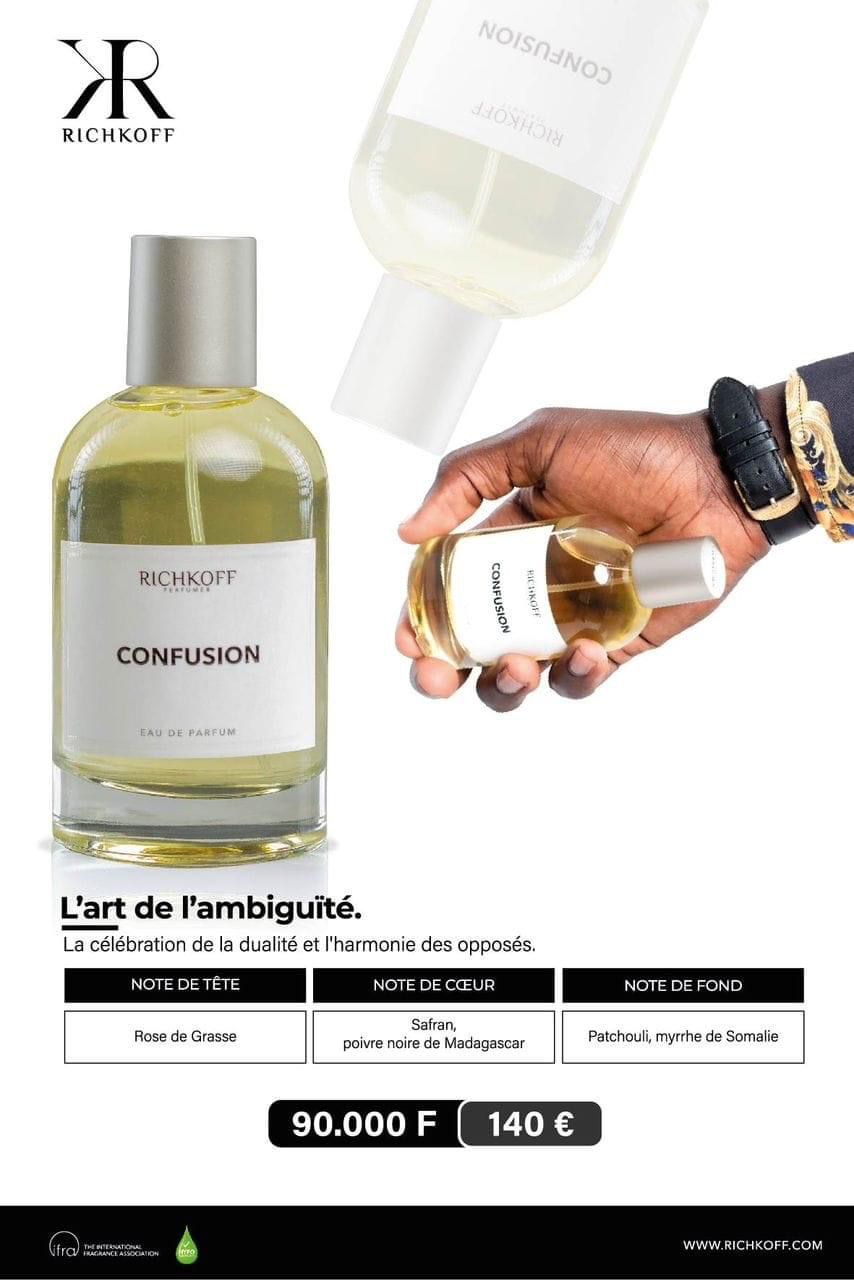 KR
RICHKOFF
CONFUSION
RICHKOFF
RICHKOFF
PERFUMER
CONFUSION
EAU DE PARFUM
RICHKOFF
CONFUSION
L'art de l'ambiguïté.
La célébration de la dualité et l'harmonie des opposés.
NOTE DE TÊTE
NOTE DE CŒUR
NOTE DE FOND
Rose de Grasse
Safran,
poivre noire de Madagascar
Patchouli, myrrhe de Somalie
90.000 F
140 €
ifra
THE INTERNATIONAL
FRAGRANCE ASSOCIATION
WWW.RICHKOFF.COM